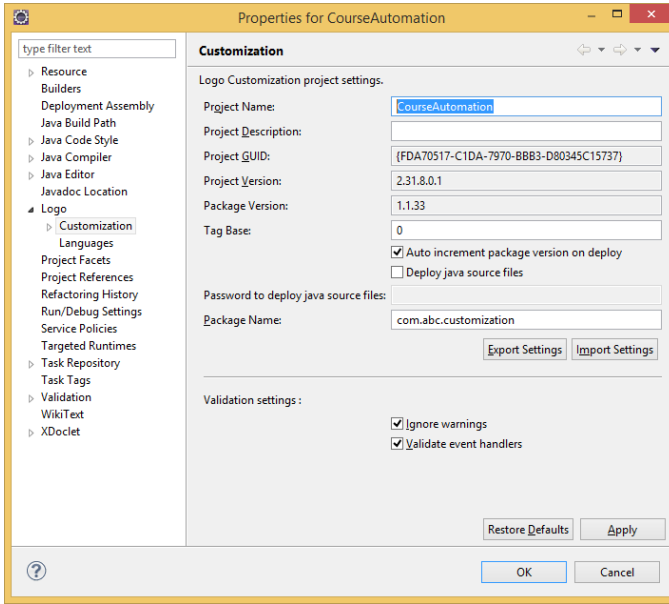 Properties for CourseAutomation
type filter text
Resource
Builders
Deployment Assembly
Java Build Path
Java Code Style
Java Compiler
Java Editor
Javadoc Location
Logo
Customization
Languages
Project Facets
Project References
Refactoring History
Run/Debug Settings
Service Policies
Targeted Runtimes
Task Repository
Task Tags
Validation
WikiText
XDoclet
Customization
Logo Customization project settings.
Project Name: CourseAutomation
Project Description:
Project GUID: {FDA70517-C1DA-7970-BBB3-D80345C15737}
Project Version: 2.31.8.0.1
Package Version: 1.1.33
Tag Base: 0
Auto increment package version on deploy
Deploy java source files
Password to deploy java source files:
Package Name: com.abc.customization
Export Settings Import Settings
Validation settings :
Ignore warnings
Validate event handlers
Restore Defaults Apply
? OK Cancel